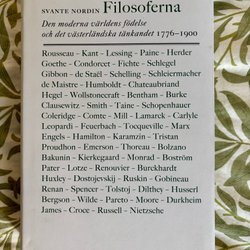 SVANTE NORDIN Filosoferna
Den moderna världens födelse
och det västerländska tänkandet 1776–1900
Rousseau – Kant – Lessing – Paine – Herder
Goethe – Condorcet – Fichte – Schlegel
Gibbon – de Staël – Schelling – Schleiermacher
de Maistre – Humboldt – Chateaubriand
Hegel – Wollstonecraft – Bentham – Burke
Clausewitz – Smith – Taine – Schopenhauer
Coleridge – Comte – Mill – Lamarck – Carlyle
Leopardi – Feuerbach – Tocqueville – Marx
Engels – Hamilton – Karamzin – Tristan
Proudhon – Emerson – Thoreau – Bolzano
Bakunin – Kierkegaard – Monrad – Boström
Pater – Lotze – Renouvier – Burckhardt
Huxley – Dostojevskij – Ruskin – Gobineau
Renan – Spencer – Tolstoj – Dilthey – Husserl
Bergson – Wilde – Pareto – Moore – Durkheim
James – Croce – Russell – Nietzsche